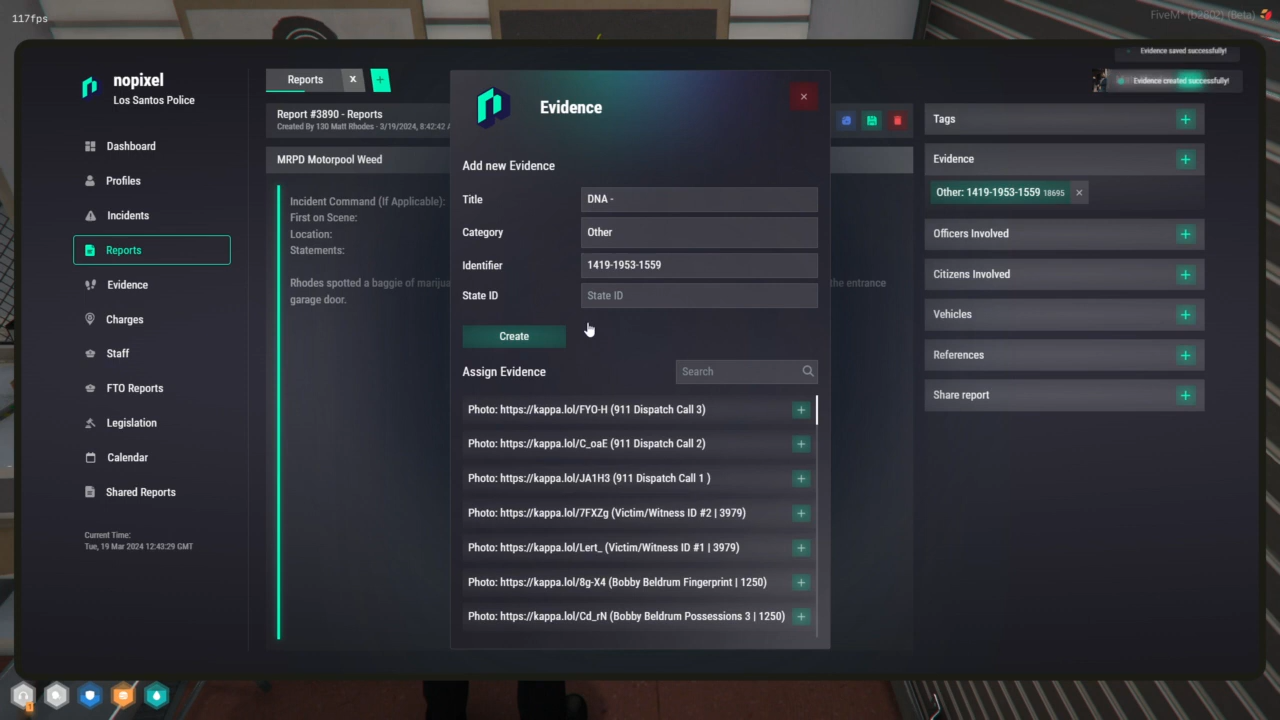 117fps
FiveM* (b2802) (Beta)
Evidence saved successfully!
Evidence created successfully!
nopixel
Los Santos Police
Dashboard
Profiles
Incidents
Reports
Evidence
Charges
Staff
FTO Reports
Legislation
Calendar
Shared Reports
Current Time:
Tue, 19 Mar 2024 12:43:29 GMT
Reports x +
Report #3890 - Reports
Created By 130 Matt Rhodes - 3/19/2024, 8:42:42 A
MRPD Motorpool Weed
Incident Command (If Applicable):
First on Scene:
Location:
Statements:
Rhodes spotted a baggie of mariju
the entrance
garage door.
Evidence
Add new Evidence
Title DNA -
Category Other
Identifier 1419-1953-1559
State ID State ID
Create
Assign Evidence Search
Photo: https://kappa.lol/FYO-H (911 Dispatch Call 3)
Photo: https://kappa.lol/C_oaE (911 Dispatch Call 2)
Photo: https://kappa.lol/JA1H3 (911 Dispatch Call 1 )
Photo: https://kappa.lol/7FXZg (Victim/Witness ID #2 | 3979)
Photo: https://kappa.lol/Lert_ (Victim/Witness ID #1 | 3979)
Photo: https://kappa.lol/8g-X4 (Bobby Beldrum Fingerprint | 1250)
Photo: https://kappa.lol/Cd_rN (Bobby Beldrum Possessions 3 | 1250)
Tags
Evidence
Other: 1419-1953-1559 18695
Officers Involved
Citizens Involved
Vehicles
References
Share report